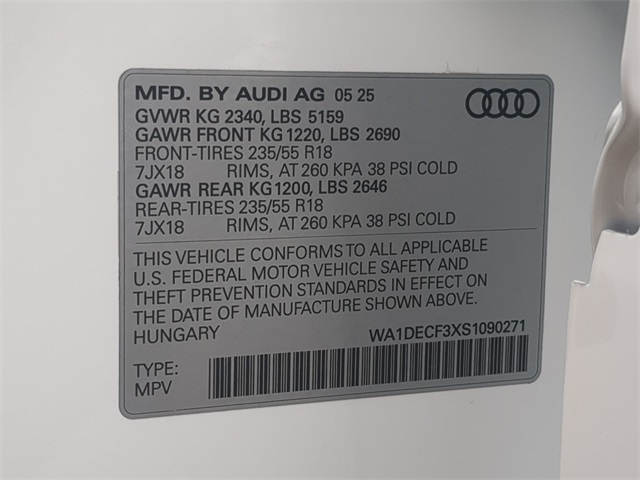 MFD. BY AUDI AG 05 25
GVWR KG 2340, LBS 5159
GAWR FRONT KG 1220, LBS 2690
FRONT-TIRES 235/55 R18
7JX18 RIMS, AT 260 KPA 38 PSI COLD
GAWR REAR KG 1200, LBS 2646
REAR-TIRES 235/55 R18
7JX18 RIMS, AT 260 KPA 38 PSI COLD
THIS VEHICLE CONFORMS TO ALL APPLICABLE
U.S. FEDERAL MOTOR VEHICLE SAFETY AND
THEFT PREVENTION STANDARDS IN EFFECT ON
THE DATE OF MANUFACTURE SHOWN ABOVE.
HUNGARY WA1DECF3XS1090271
TYPE:
MPV